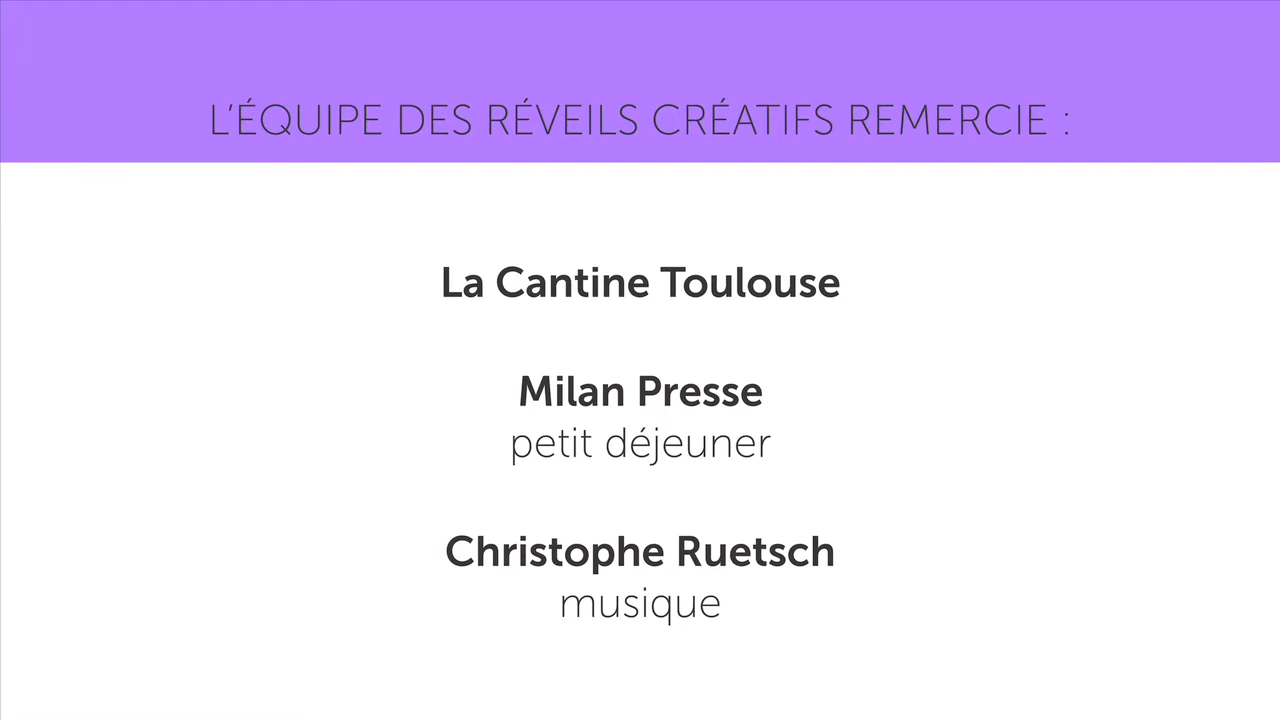 L’ÉQUIPE DES RÉVEILS CRÉATIFS REMERCIE :
La Cantine Toulouse
Milan Presse
petit déjeuner
Christophe Ruetsch
musique